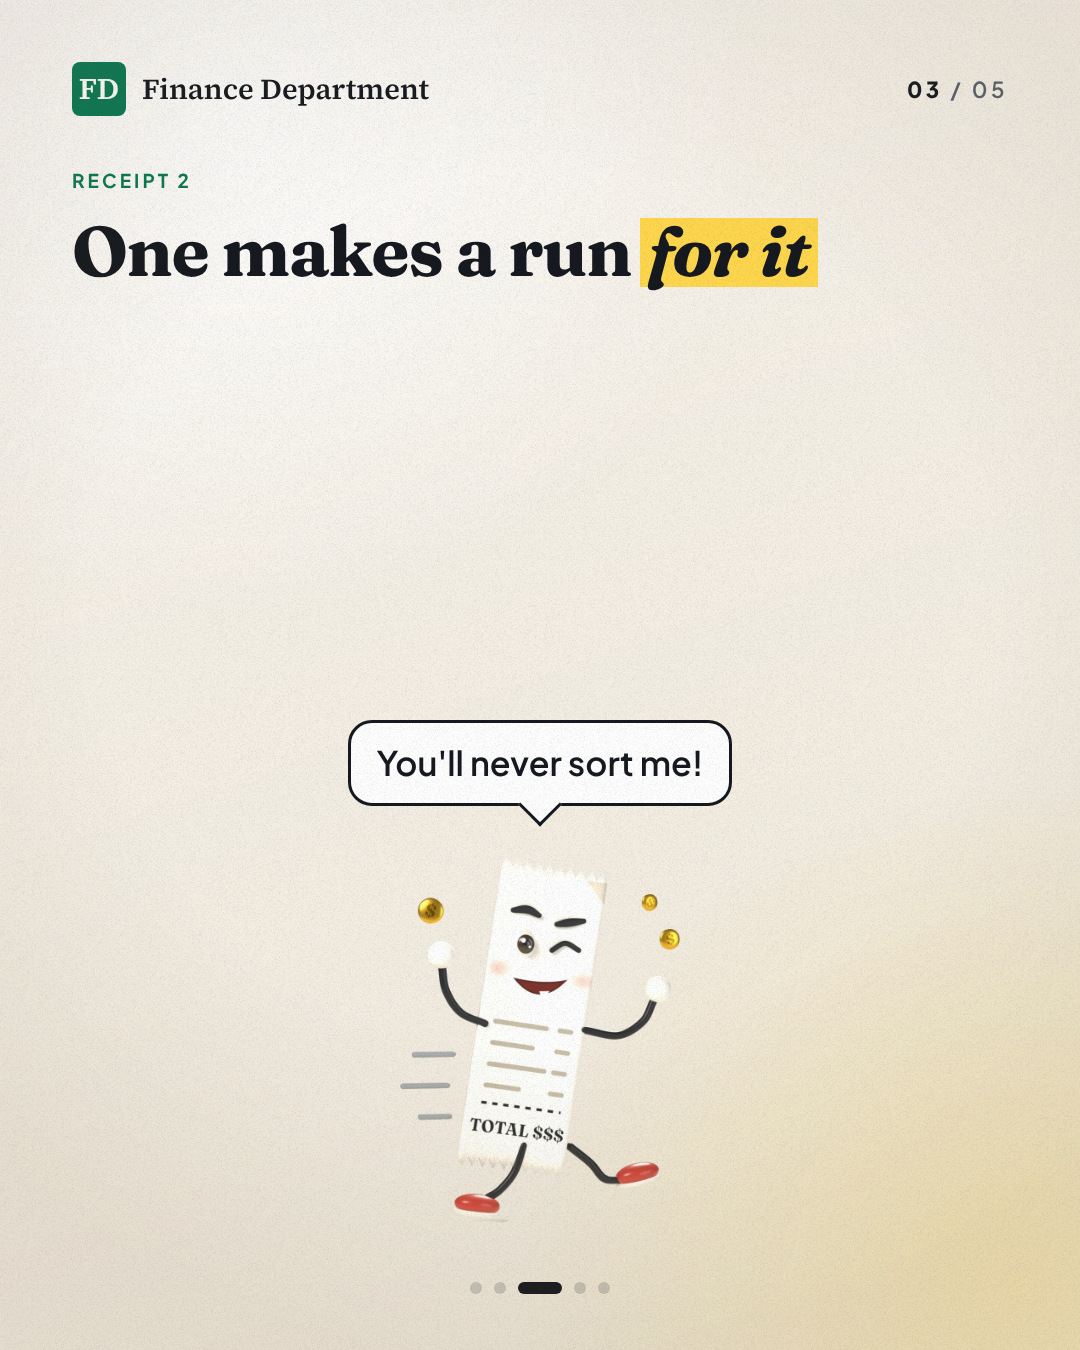 FD Finance Department
03 / 05
RECEIPT 2
One makes a run for it
You'll never sort me!
TOTAL $$$